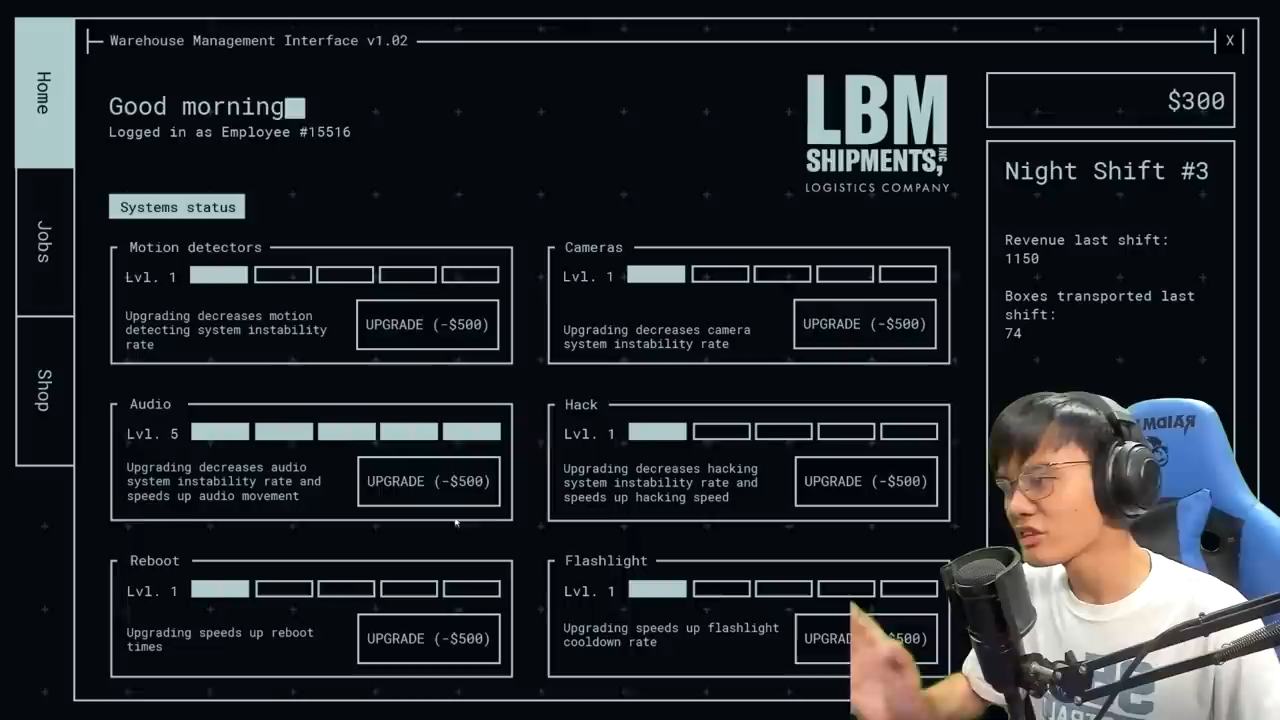 Warehouse Management Interface v1.02
X
Home
Jobs
Shop
Good morning
Logged in as Employee #15516
LBM
SHIPMENTS, INC
LOGISTICS COMPANY
$300
Night Shift #3
Revenue last shift:
1150
Boxes transported last
shift:
74
Systems status
Motion detectors
Lvl. 1
Upgrading decreases motion
detecting system instability
rate
UPGRADE (-$500)
Cameras
Lvl. 1
Upgrading decreases camera
system instability rate
UPGRADE (-$500)
Audio
Lvl. 5
Upgrading decreases audio
system instability rate and
speeds up audio movement
UPGRADE (-$500)
Hack
Lvl. 1
Upgrading decreases hacking
system instability rate and
speeds up hacking speed
UPGRADE (-$500)
Reboot
Lvl. 1
Upgrading speeds up reboot
times
UPGRADE (-$500)
Flashlight
Lvl. 1
Upgrading speeds up flashlight
cooldown rate